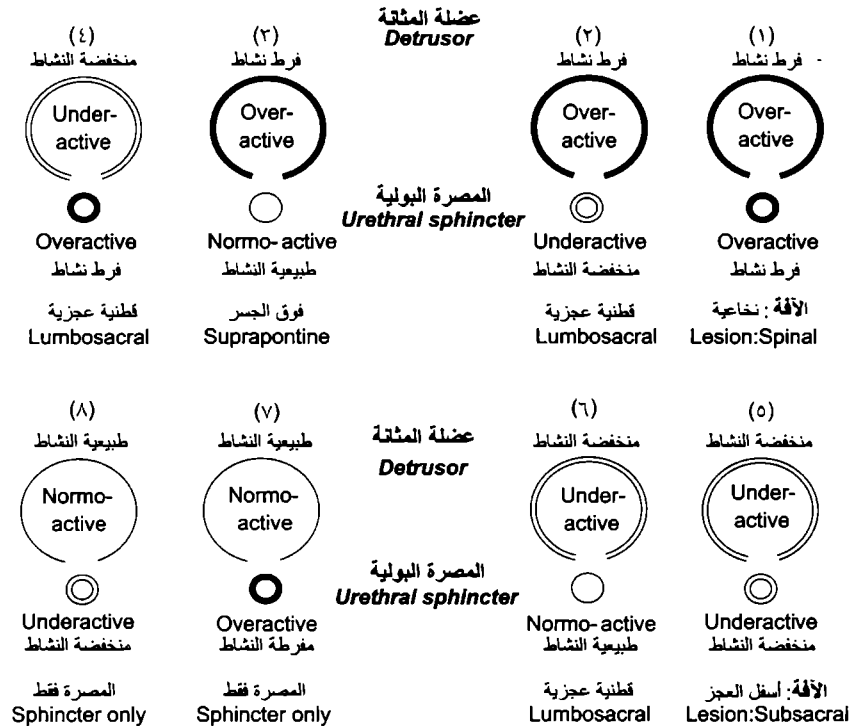 عضلة المثانة
Detrusor
(١)
فرط نشاط
Over-
active
Overactive
فرط نشاط
الآفة : نخاعية
Lesion:Spinal
(٢)
فرط نشاط
Over-
active
Underactive
منخفضة النشاط
قطنية عجزية
Lumbosacral
المصرة البولية
Urethral sphincter
(٣)
فرط نشاط
Over-
active
Normo- active
طبيعية النشاط
فوق الجسر
Suprapontine
(٤)
منخفضة النشاط
Under-
active
Overactive
فرط نشاط
قطنية عجزية
Lumbosacral
عضلة المثانة
Detrusor
(٥)
منخفضة النشاط
Under-
active
Underactive
منخفضة النشاط
الآفة: أسفل العجز
Lesion:Subsacral
(٦)
منخفضة النشاط
Under-
active
Normo- active
طبيعية النشاط
قطنية عجزية
Lumbosacral
المصرة البولية
Urethral sphincter
(٧)
طبيعية النشاط
Normo-
active
Overactive
مفرطة النشاط
المصرة فقط
Sphincter only
(٨)
طبيعية النشاط
Normo-
active
Underactive
منخفضة النشاط
المصرة فقط
Sphincter only